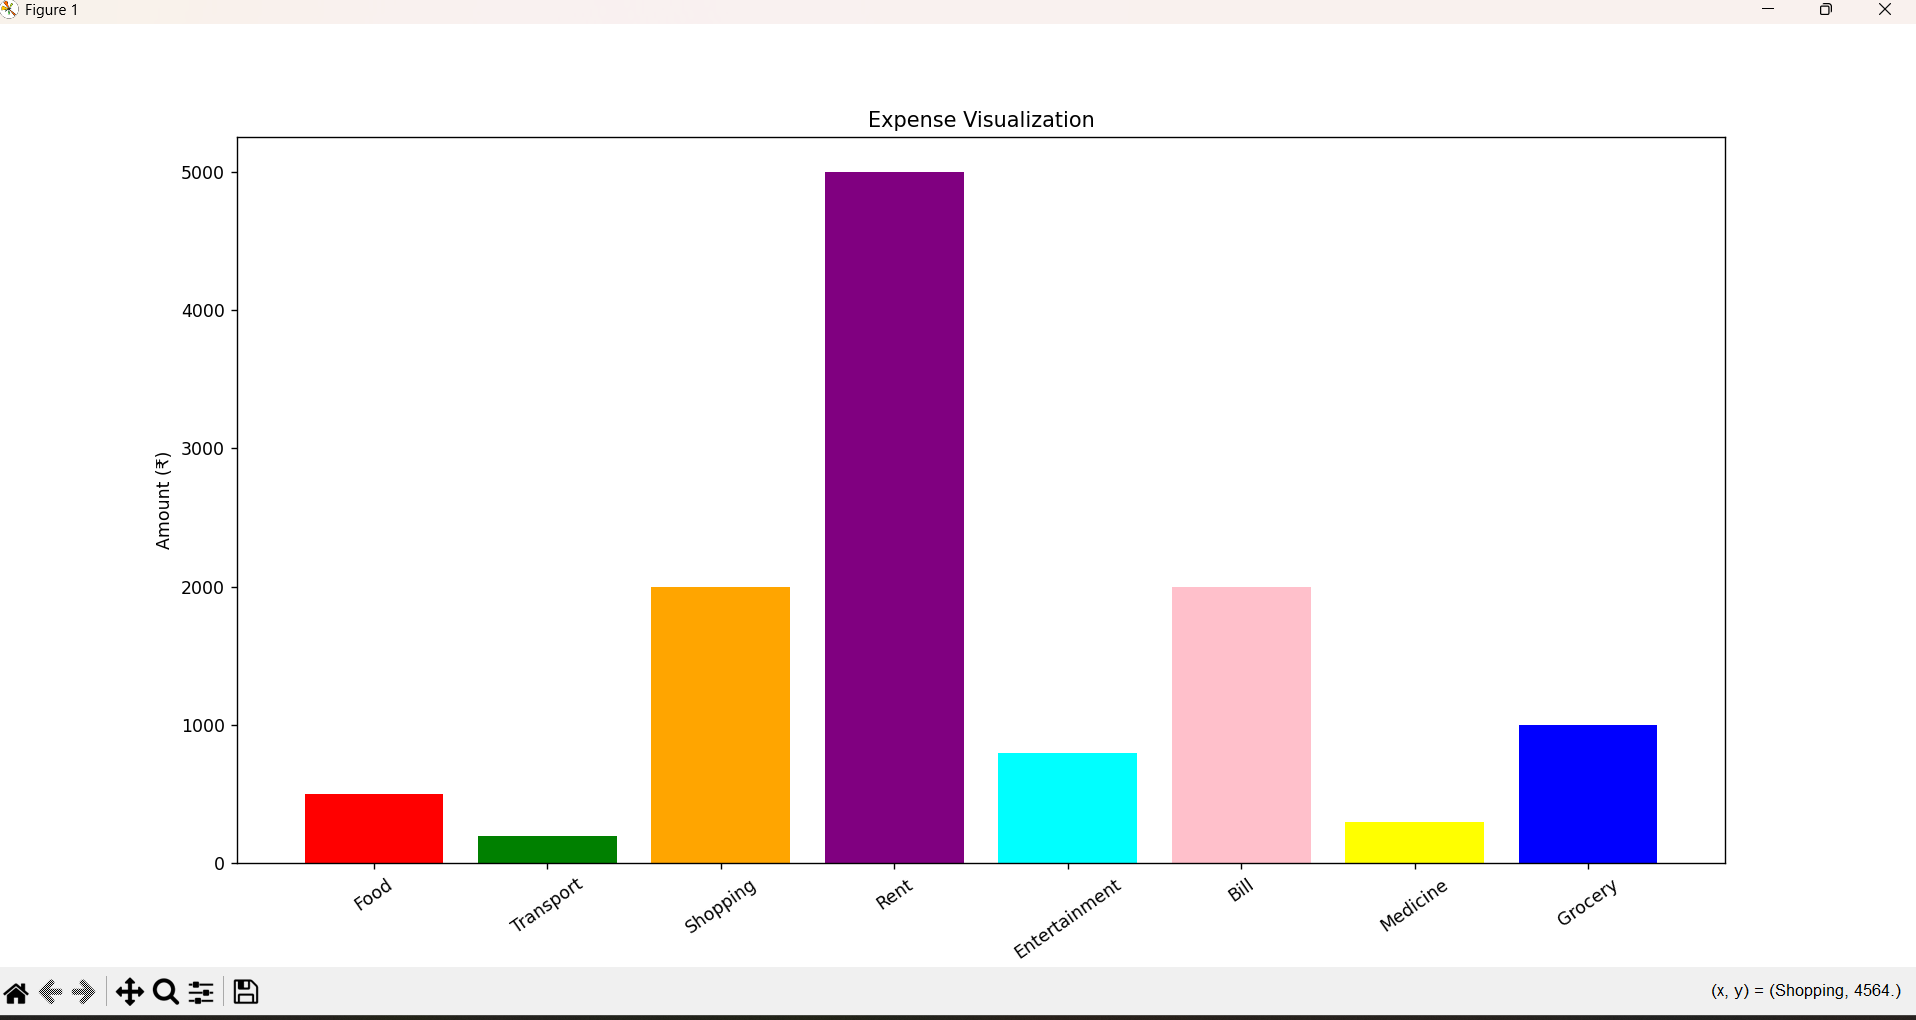 Figure 1
Expense Visualization
5000
4000
3000
2000
1000
0
Amount (₹)
Food
Transport
Shopping
Rent
Entertainment
Bill
Medicine
Grocery
(x, y) = (Shopping, 4564.)